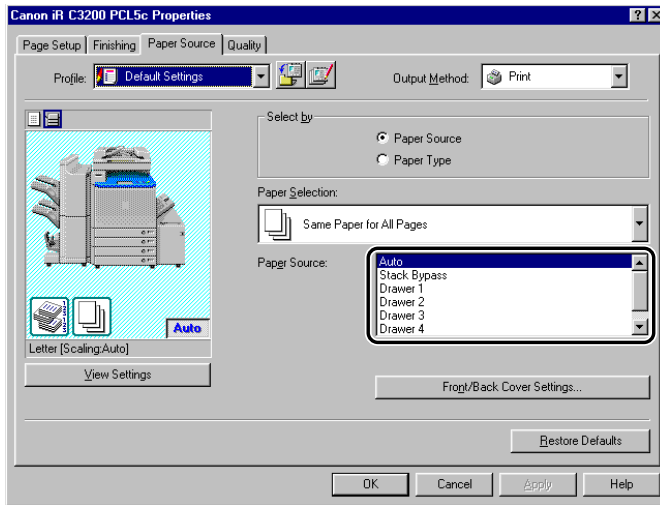 Canon iR C3200 PCL5c Properties
Page Setup Finishing Paper Source Quality
Profile: Default Settings Output Method: Print
Select by
Paper Source
Paper Type
Paper Selection:
Same Paper for All Pages
Paper Source:
Auto
Stack Bypass
Drawer 1
Drawer 2
Drawer 3
Drawer 4
Auto
Letter [Scaling:Auto]
View Settings
Front/Back Cover Settings...
Restore Defaults
OK Cancel Apply Help